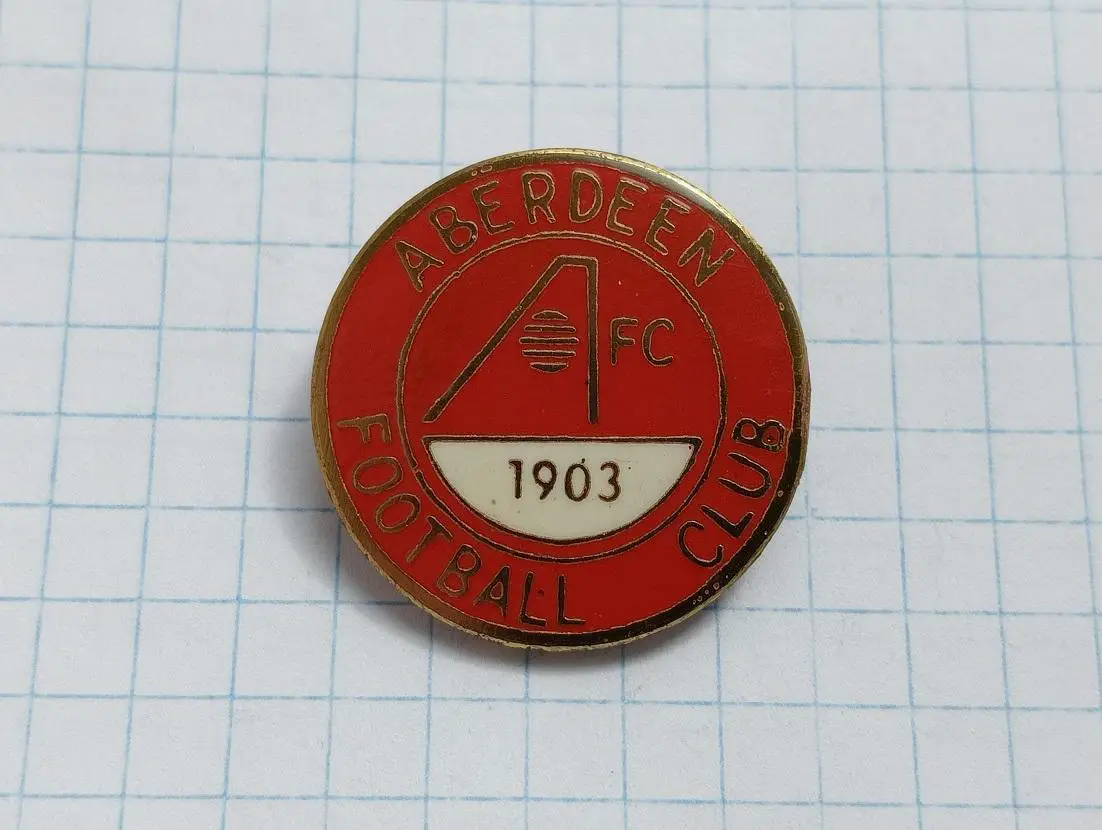 ABERDEEN
AFC
1903
FOOTBALL CLUB